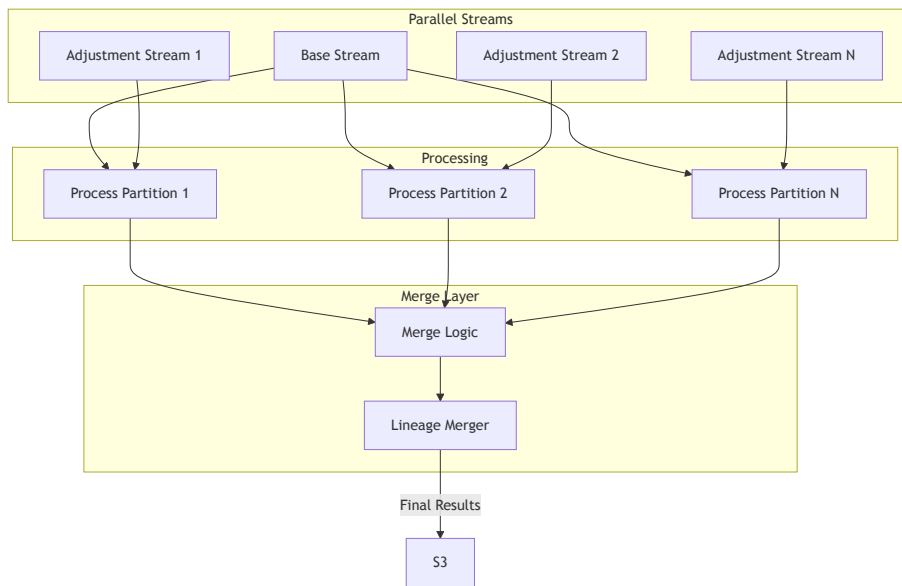 Parallel Streams
Adjustment Stream 1
Base Stream
Adjustment Stream 2
Adjustment Stream N
Processing
Process Partition 1
Process Partition 2
Process Partition N
Merge Layer
Merge Logic
Lineage Merger
Final Results
S3